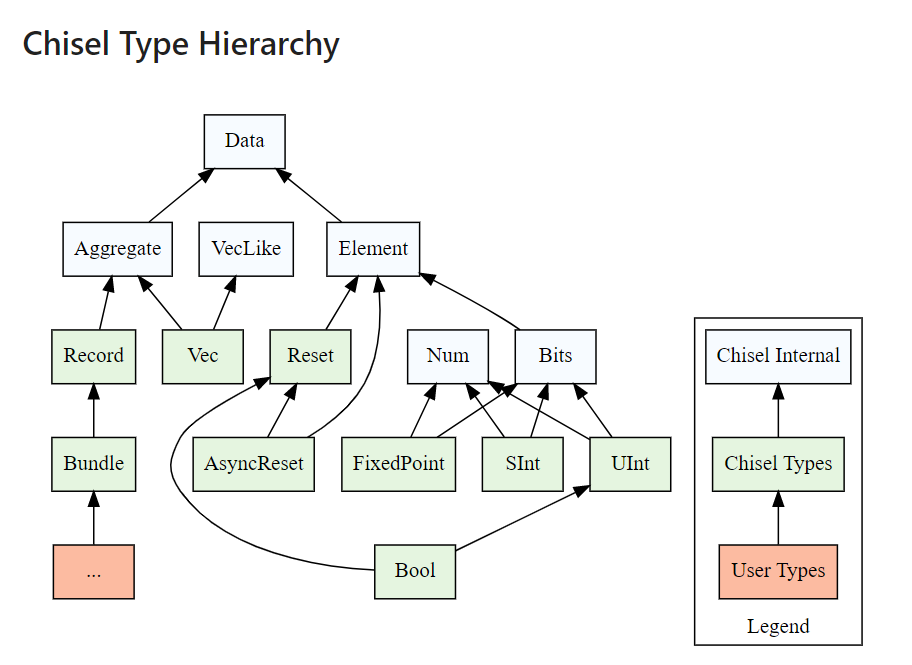 Chisel Type Hierarchy
Data
Aggregate
VecLike
Element
Record
Vec
Reset
Num
Bits
Chisel Internal
Bundle
AsyncReset
FixedPoint
SInt
UInt
Chisel Types
...
Bool
User Types
Legend